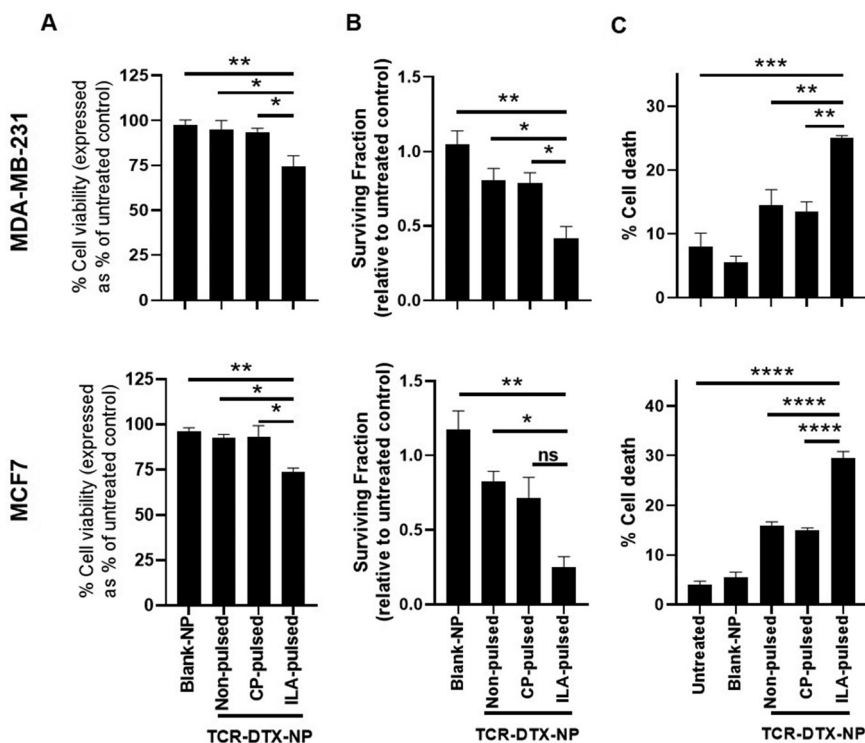 A
B
C
MDA-MB-231
% Cell viability (expressed
as % of untreated control)
125
100
75
50
25
0
**
*
*
Surviving Fraction
(relative to untreated control)
1.5
1.0
0.5
0.0
**
*
*
% Cell death
30
20
10
0
***
**
**
MCF7
% Cell viability (expressed
as % of untreated control)
125
100
75
50
25
0
**
*
*
Blank-NP
Non-pulsed
CP-pulsed
ILA-pulsed
TCR-DTX-NP
Surviving Fraction
(relative to untreated control)
1.5
1.0
0.5
0.0
**
*
ns
Blank-NP
Non-pulsed
CP-pulsed
ILA-pulsed
TCR-DTX-NP
% Cell death
40
30
20
10
0
****
****
****
Untreated
Blank-NP
Non-pulsed
CP-pulsed
ILA-pulsed
TCR-DTX-NP